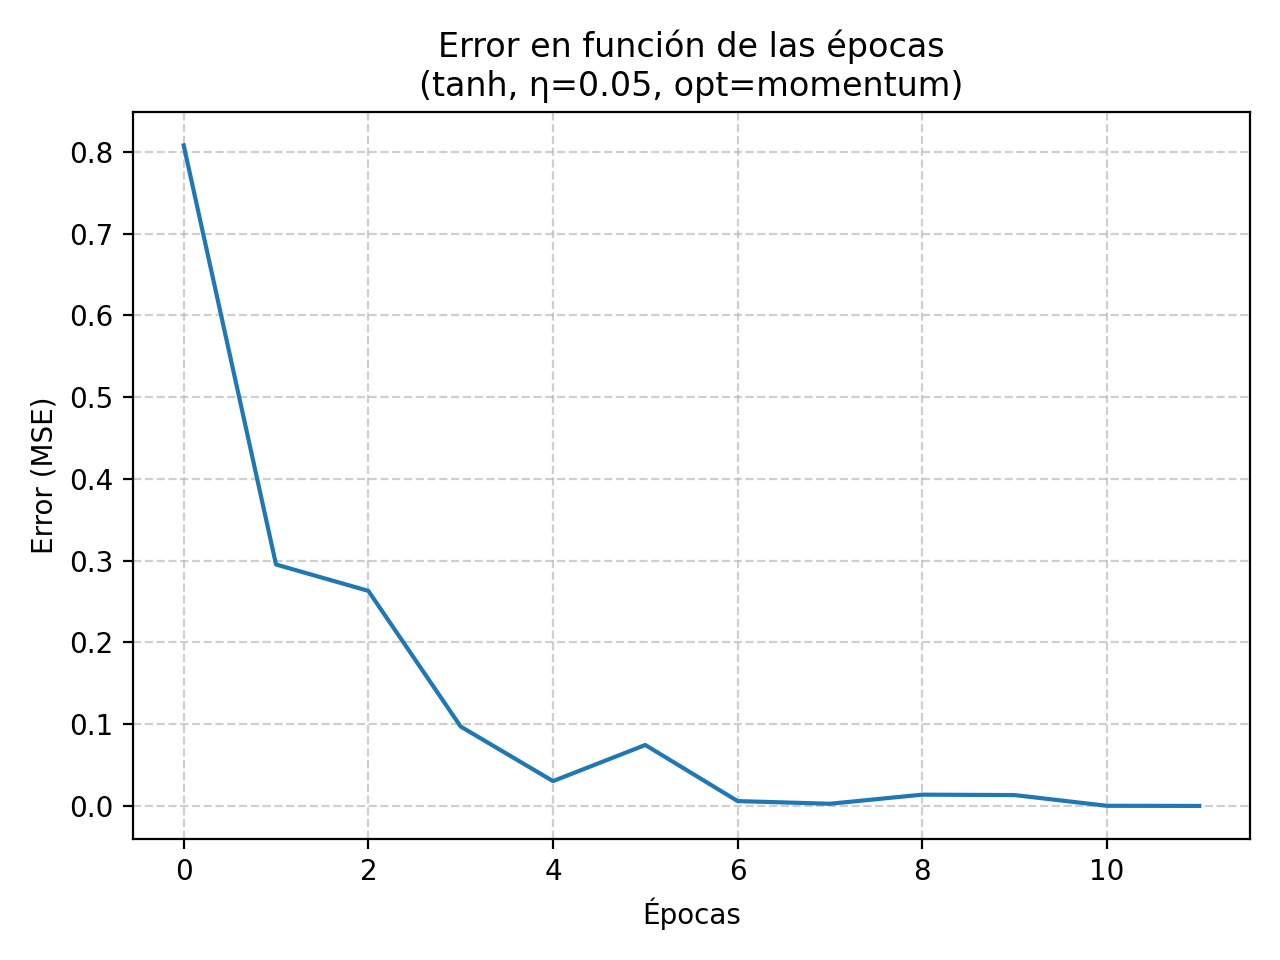 Error en función de las épocas
(tanh, η=0.05, opt=momentum)
Error (MSE)
0.8
0.7
0.6
0.5
0.4
0.3
0.2
0.1
0.0
0 2 4 6 8 10
Épocas